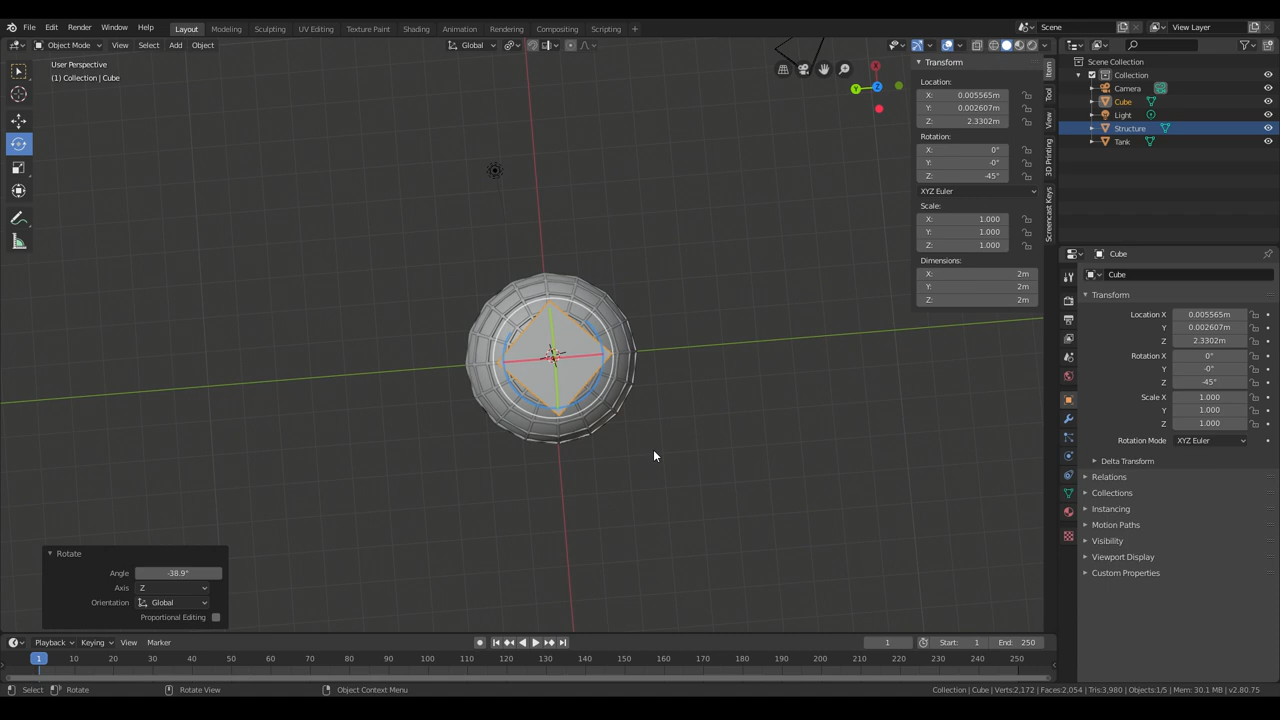 File Edit Render Window Help Layout Modeling Sculpting UV Editing Texture Paint Shading Animation Rendering Compositing Scripting + Scene View Layer
Object Mode View Select Add Object Global
User Perspective
(1) Collection | Cube
Y Z X
Transform
Location:
X: 0.005565m
Y: 0.002607m
Z: 2.3302m
Rotation:
X: 0°
Y: -0°
Z: -45°
XYZ Euler
Scale:
X: 1.000
Y: 1.000
Z: 1.000
Dimensions:
X: 2m
Y: 2m
Z: 2m
Item
Tool
View
3D Printing
Screencast Keys
Scene Collection
Collection
Camera
Cube
Light
Structure
Tank
Cube
Cube
Transform
Location X 0.005565m
Y 0.002607m
Z 2.3302m
Rotation X 0°
Y -0°
Z -45°
Scale X 1.000
Y 1.000
Z 1.000
Rotation Mode XYZ Euler
Delta Transform
Relations
Collections
Instancing
Motion Paths
Visibility
Viewport Display
Custom Properties
Rotate
Angle -38.9°
Axis Z
Orientation Global
Proportional Editing
Playback Keying View Marker 1 Start: 1 End: 250
1 10 20 30 40 50 60 70 80 90 100 110 120 130 140 150 160 170 180 190 200 210 220 230 240 250
Select Rotate Rotate View Object Context Menu Collection | Cube | Verts:2,172 | Faces:2,054 | Tris:3,980 | Objects:1/5 | Mem: 30.1 MB | v2.80.75